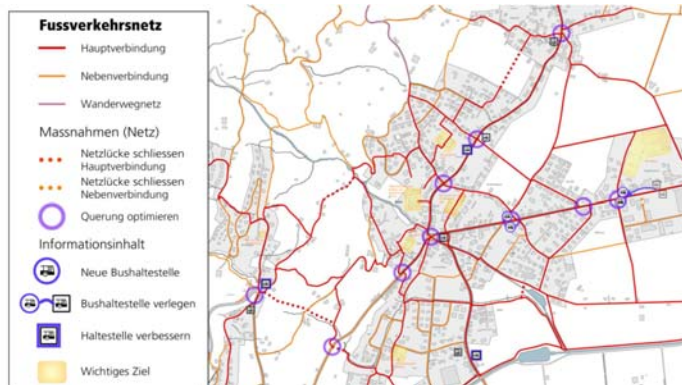 Fussverkehrsnetz
Hauptverbindung
Nebenverbindung
Wanderwegnetz
Massnahmen (Netz)
Netzlücke schliessen
Hauptverbindung
Netzlücke schliessen
Nebenverbindung
Querung optimieren
Informationsinhalt
Neue Bushaltestelle
Bushaltestelle verlegen
Haltestelle verbessern
Wichtiges Ziel